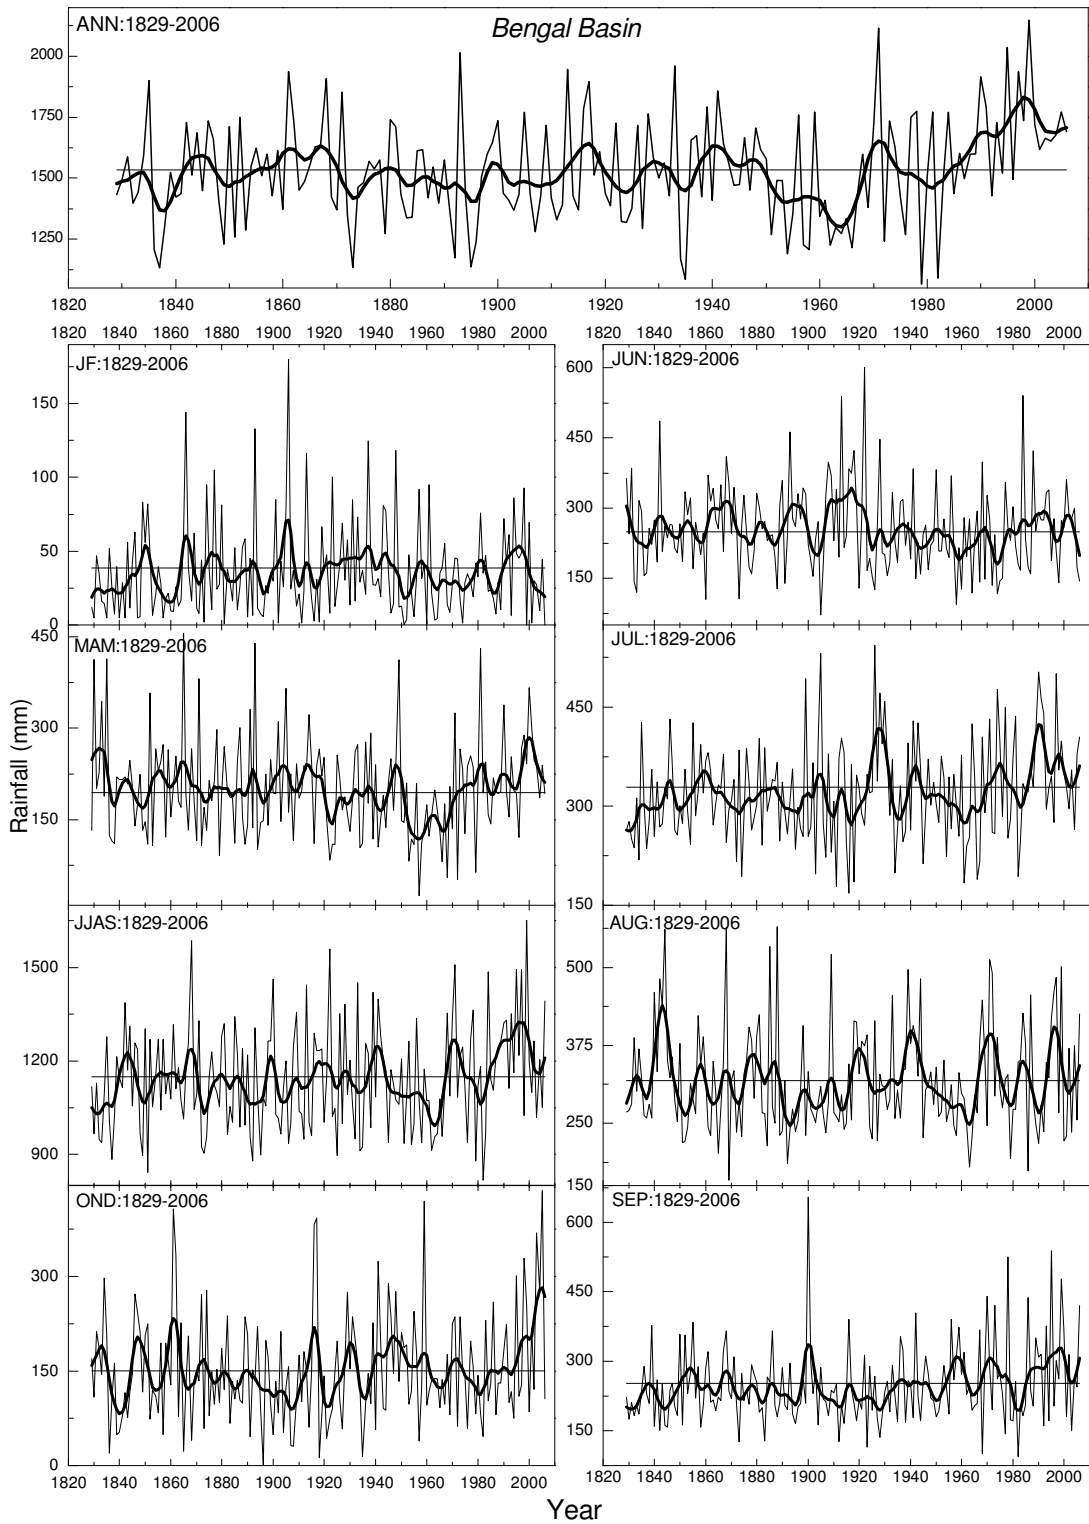 ANN:1829-2006
Bengal Basin
2000
1750
1500
1250
1820 1840 1860 1880 1900 1920 1940 1960 1980 2000
1820 1840 1860 1880 1900 1920 1940 1960 1980 2000
1820 1840 1860 1880 1900 1920 1940 1960 1980 2000
JF:1829-2006
150
100
50
0
JUN:1829-2006
600
450
300
150
MAM:1829-2006
450
300
150
JUL:1829-2006
450
300
150
Rainfall (mm)
JJAS:1829-2006
1500
1200
900
AUG:1829-2006
500
375
250
150
OND:1829-2006
300
150
0
SEP:1829-2006
600
450
300
150
1820 1840 1860 1880 1900 1920 1940 1960 1980 2000
1820 1840 1860 1880 1900 1920 1940 1960 1980 2000
Year